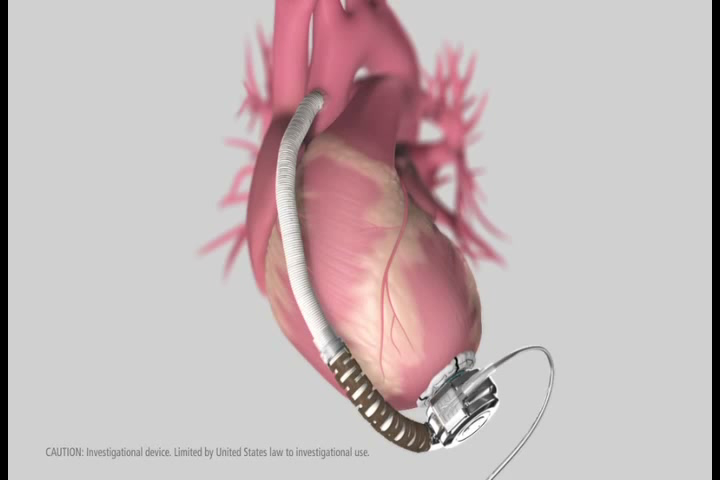 CAUTION: Investigational device. Limited by United States law to investigational use.